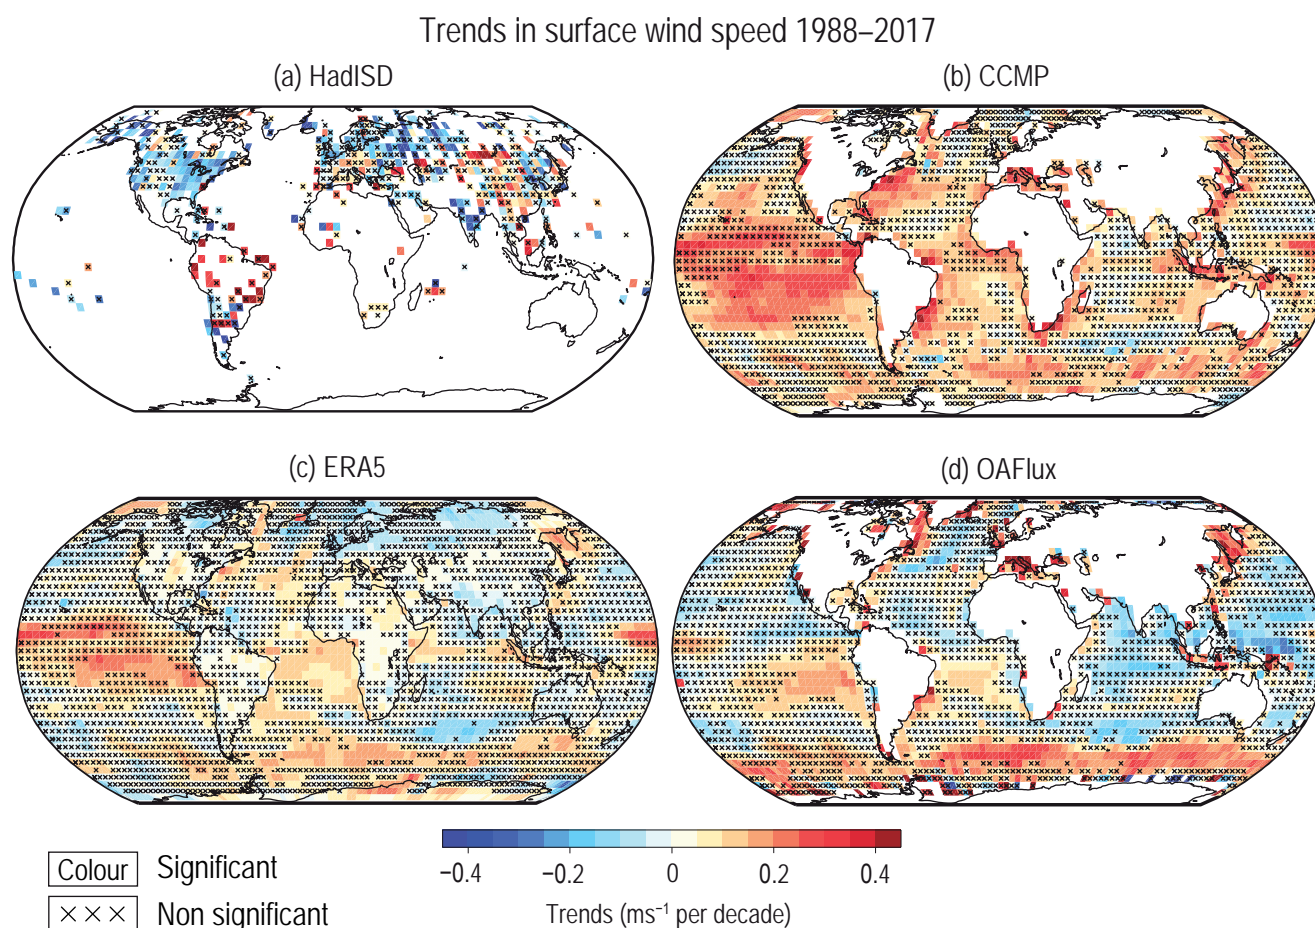 Trends in surface wind speed 1988–2017
(a) HadISD
(b) CCMP
(c) ERA5
(d) OAFlux
−0.4 −0.2 0 0.2 0.4
Trends (ms⁻¹ per decade)
Colour Significant
××× Non significant